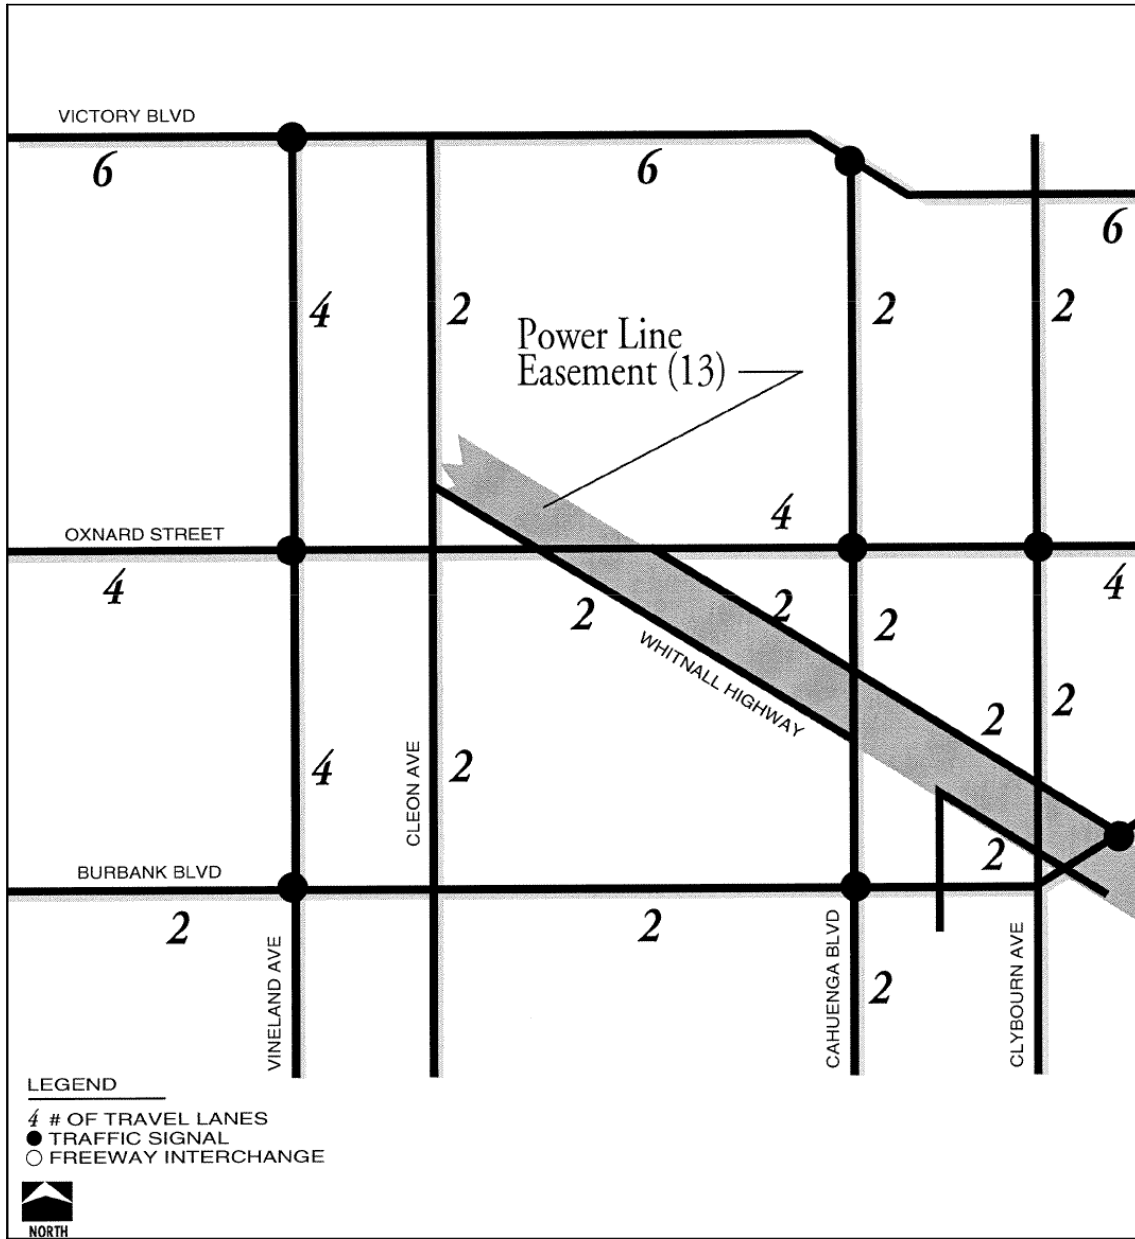 VICTORY BLVD
6
6
6
4
2
2
2
Power Line
Easement (13)
OXNARD STREET
4
4
4
2
2
2
WHITNALL HIGHWAY
2
2
4
CLEON AVE
2
2
BURBANK BLVD
2
2
VINELAND AVE
CAHUENGA BLVD
2
CLYBOURN AVE
LEGEND
4 # OF TRAVEL LANES
TRAFFIC SIGNAL
FREEWAY INTERCHANGE
NORTH